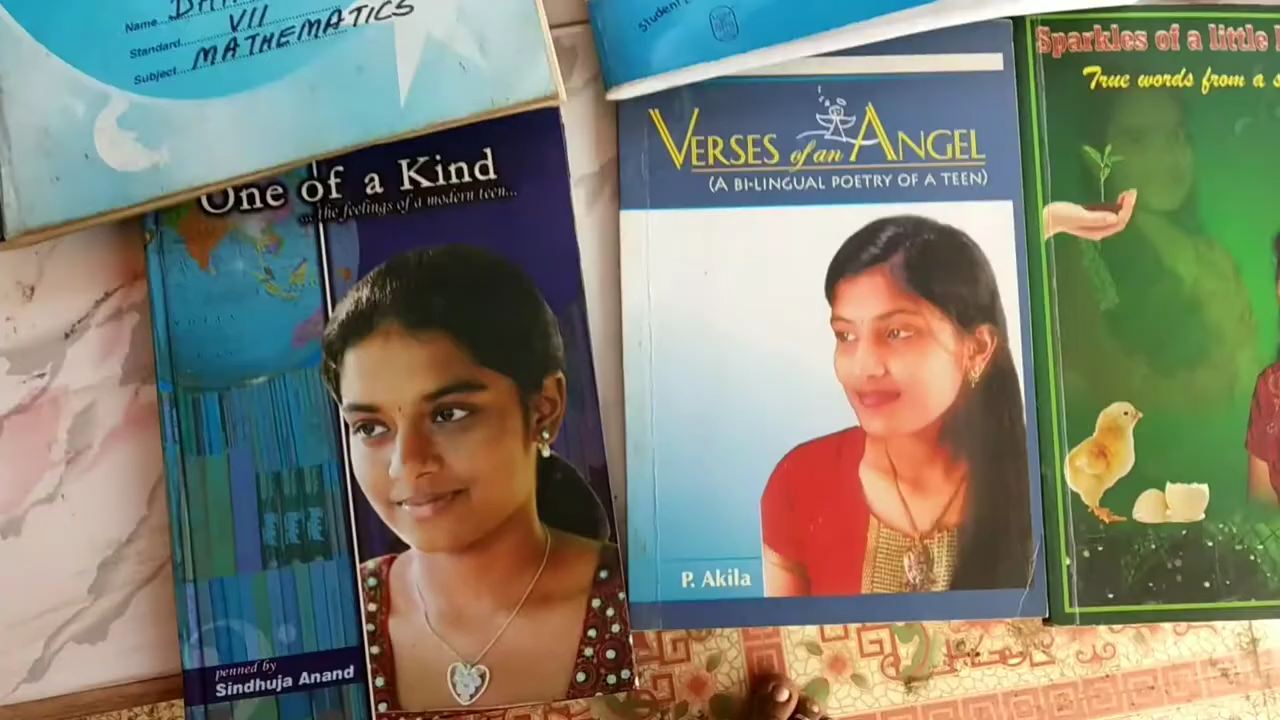 Name
Standard VII
Subject MATHEMATICS
Student
One of a Kind
...the feelings of a modern teen...
penned by
Sindhuja Anand
VERSES of an ANGEL
(A BI-LINGUAL POETRY OF A TEEN)
P. Akila
Sparkles of a little
True words from a